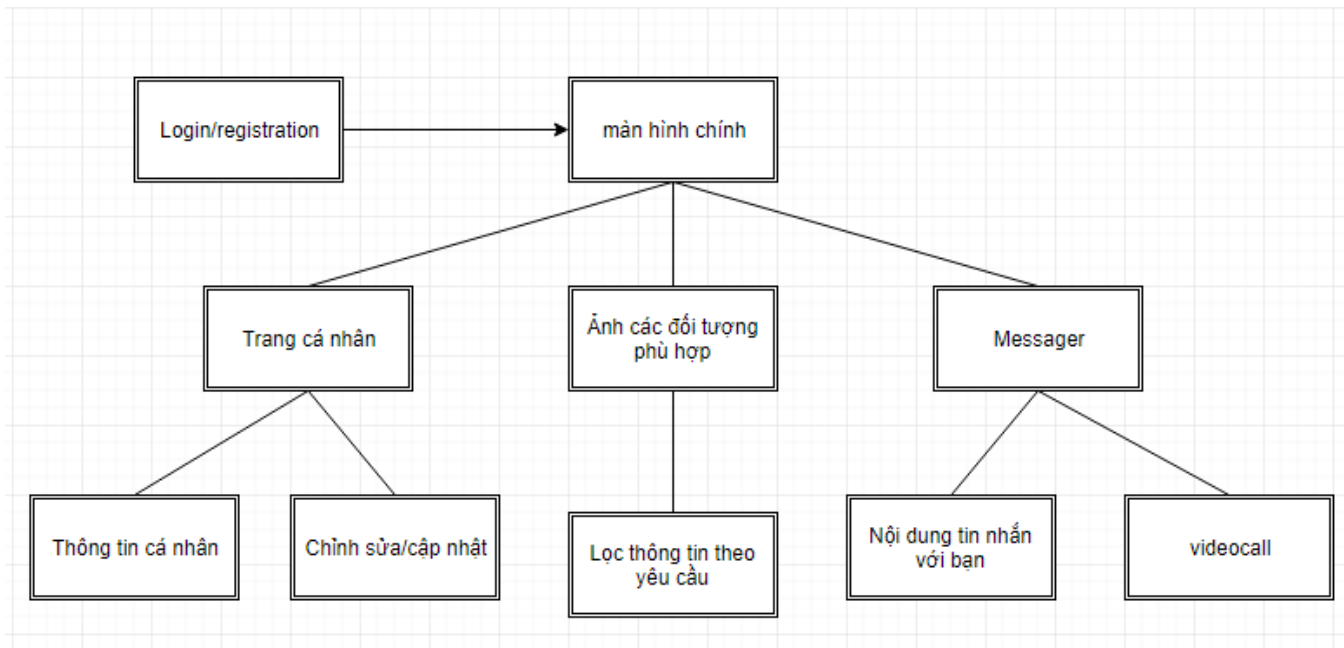 Login/registration
màn hình chính
Trang cá nhân
Ảnh các đối tượng
phù hợp
Messager
Thông tin cá nhân
Chỉnh sửa/cập nhật
Lọc thông tin theo
yêu cầu
Nội dung tin nhắn
với bạn
videocall